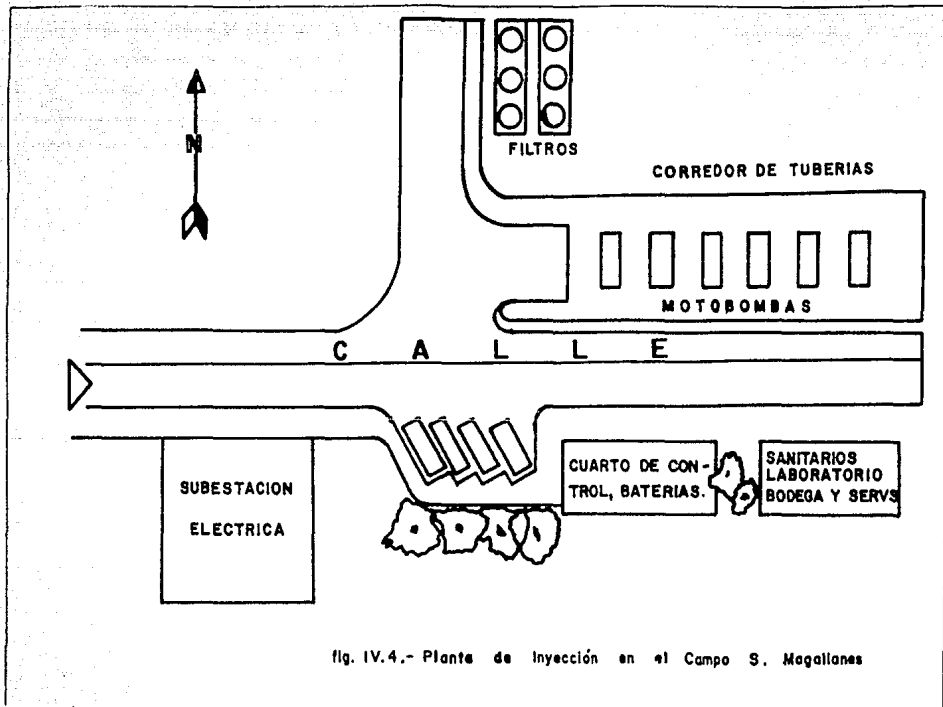 N
FILTROS
CORREDOR DE TUBERIAS
MOTOBOMBAS
C A L L E
SUBESTACION
ELECTRICA
CUARTO DE CON-
TROL, BATERIAS.
SANITARIOS
LABORATORIO
BODEGA Y SERVS
fig. IV.4.- Planta de Inyección en el Campo S. Magallanes